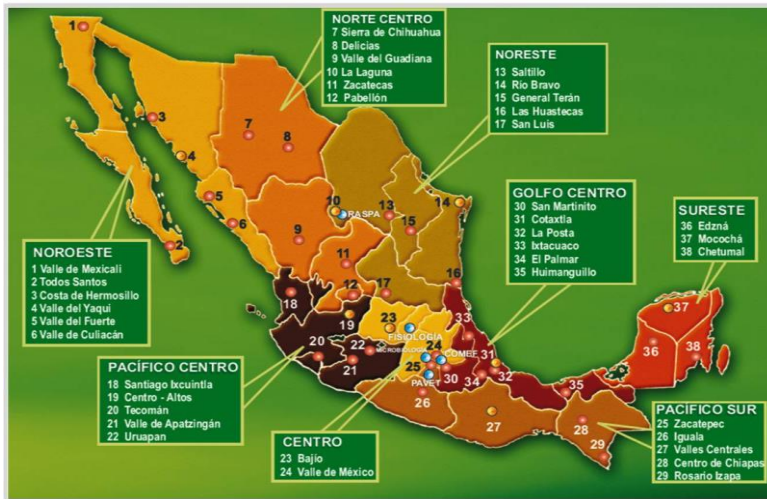 NORTE CENTRO
7 Sierra de Chihuahua
8 Delicias
9 Valle del Guadiana
10 La Laguna
11 Zacatecas
12 Pabellón
NORESTE
13 Saltillo
14 Río Bravo
15 General Terán
16 Las Huastecas
17 San Luis
GOLFO CENTRO
30 San Martinito
31 Cotaxtla
32 La Posta
33 Ixtacuaco
34 El Palmar
35 Huimanguillo
SURESTE
36 Edzná
37 Mocochá
38 Chetumal
NOROESTE
1 Valle de Mexicali
2 Todos Santos
3 Costa de Hermosillo
4 Valle del Yaqui
5 Valle del Fuerte
6 Valle de Culiacán
PACÍFICO CENTRO
18 Santiago Ixcuintla
19 Centro - Altos
20 Tecomán
21 Valle de Apatzingán
22 Uruapan
CENTRO
23 Bajío
24 Valle de México
PACÍFICO SUR
25 Zacatepec
26 Iguala
27 Valles Centrales
28 Centro de Chiapas
29 Rosario Izapa
1
3
7
8
4
5
6
2
9
10
RASPA
13
14
15
11
12
17
16
18
19
23
FISIOLOGÍA
33
20
22
MICROBIOLOGÍA
21
24
COMBE
25
PAVET
30
34
31
32
26
27
35
28
29
37
36
38